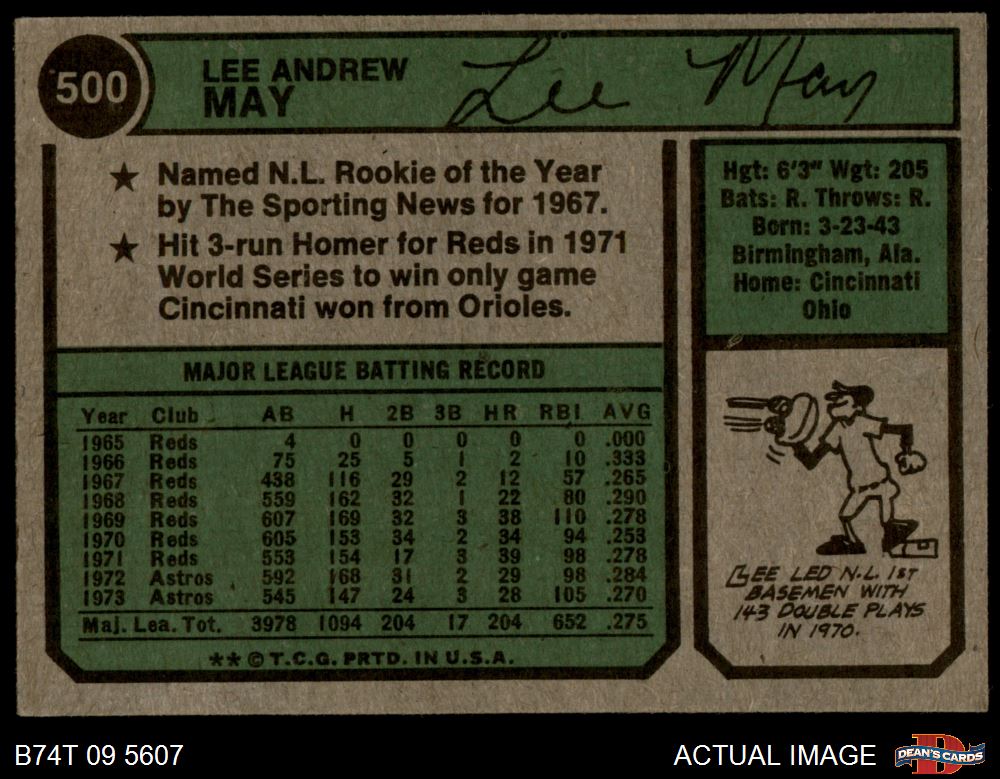 500
LEE ANDREW
MAY
Lee May
★ Named N.L. Rookie of the Year
by The Sporting News for 1967.
★ Hit 3-run Homer for Reds in 1971
World Series to win only game
Cincinnati won from Orioles.
Hgt: 6'3" Wgt: 205
Bats: R. Throws: R.
Born: 3-23-43
Birmingham, Ala.
Home: Cincinnati
Ohio
MAJOR LEAGUE BATTING RECORD
Year Club AB H 2B 3B HR RBI AVG
1965 Reds 4 0 0 0 0 0 .000
1966 Reds 75 25 5 1 2 10 .333
1967 Reds 438 116 29 2 12 57 .265
1968 Reds 559 162 32 1 22 80 .290
1969 Reds 607 169 32 3 38 110 .278
1970 Reds 605 153 34 2 34 94 .253
1971 Reds 553 154 17 3 39 98 .278
1972 Astros 592 168 31 2 29 98 .284
1973 Astros 545 147 24 3 28 105 .270
Maj. Lea. Tot. 3978 1094 204 17 204 652 .275
** © T.C.G. PRTD. IN U.S.A.
LEE LED N.L. 1ST
BASEMEN WITH
143 DOUBLE PLAYS
IN 1970.
B74T 09 5607
ACTUAL IMAGE
DEAN'S CARDS